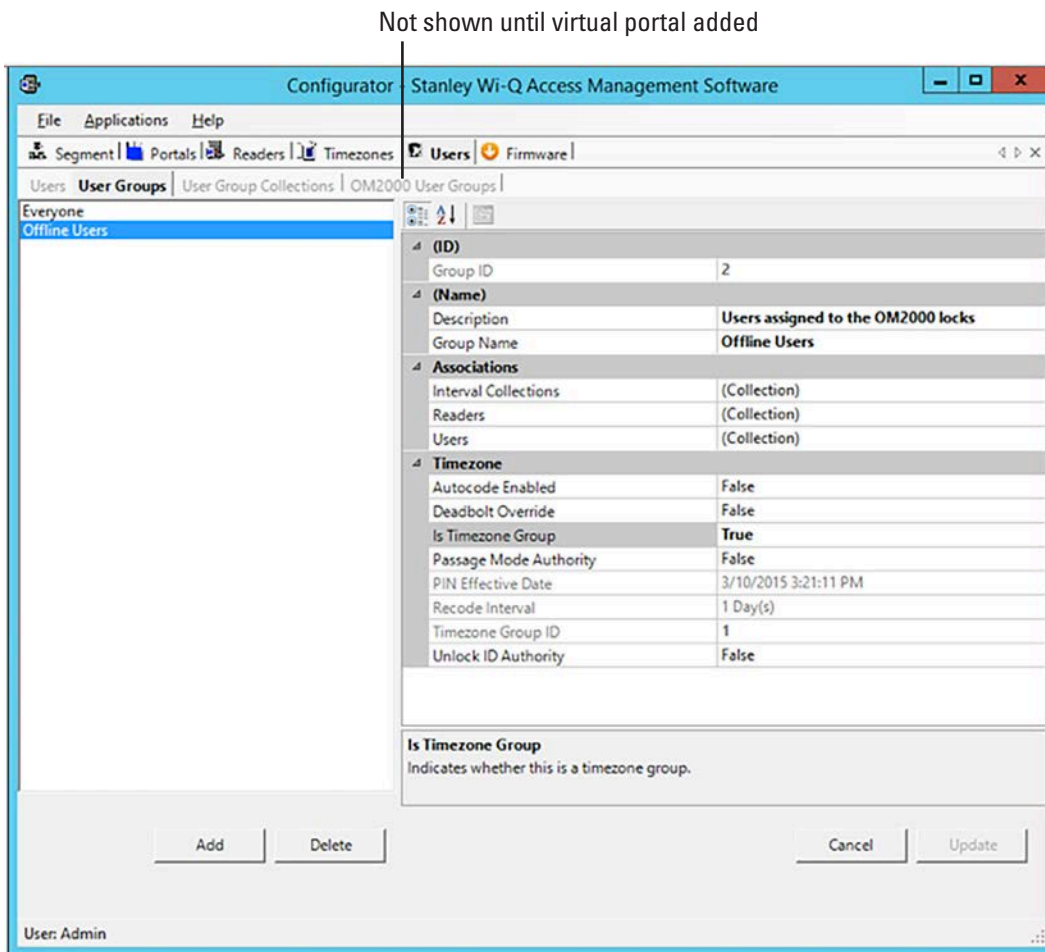 Not shown until virtual portal added
Configurator - Stanley Wi-Q Access Management Software
File Applications Help
Segment Portals Readers Timezones Users Firmware
Users User Groups User Group Collections OM2000 User Groups
Everyone
Offline Users
(ID)
Group ID 2
(Name)
Description Users assigned to the OM2000 locks
Group Name Offline Users
Associations
Interval Collections (Collection)
Readers (Collection)
Users (Collection)
Timezone
Autocode Enabled False
Deadbolt Override False
Is Timezone Group True
Passage Mode Authority False
PIN Effective Date 3/10/2015 3:21:11 PM
Recode Interval 1 Day(s)
Timezone Group ID 1
Unlock ID Authority False
Is Timezone Group
Indicates whether this is a timezone group.
Add Delete Cancel Update
User: Admin